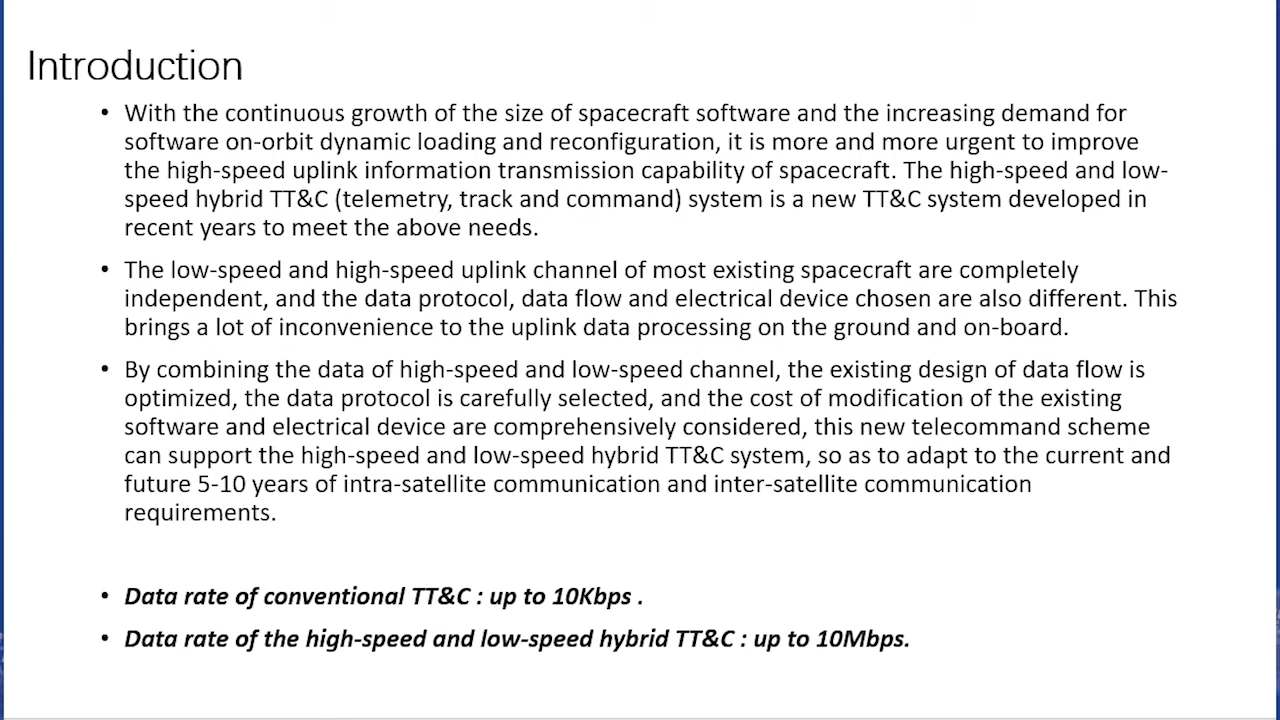 Introduction
• With the continuous growth of the size of spacecraft software and the increasing demand for
software on-orbit dynamic loading and reconfiguration, it is more and more urgent to improve
the high-speed uplink information transmission capability of spacecraft. The high-speed and low-
speed hybrid TT&C (telemetry, track and command) system is a new TT&C system developed in
recent years to meet the above needs.
• The low-speed and high-speed uplink channel of most existing spacecraft are completely
independent, and the data protocol, data flow and electrical device chosen are also different. This
brings a lot of inconvenience to the uplink data processing on the ground and on-board.
• By combining the data of high-speed and low-speed channel, the existing design of data flow is
optimized, the data protocol is carefully selected, and the cost of modification of the existing
software and electrical device are comprehensively considered, this new telecommand scheme
can support the high-speed and low-speed hybrid TT&C system, so as to adapt to the current and
future 5-10 years of intra-satellite communication and inter-satellite communication
requirements.
• Data rate of conventional TT&C : up to 10Kbps .
• Data rate of the high-speed and low-speed hybrid TT&C : up to 10Mbps.